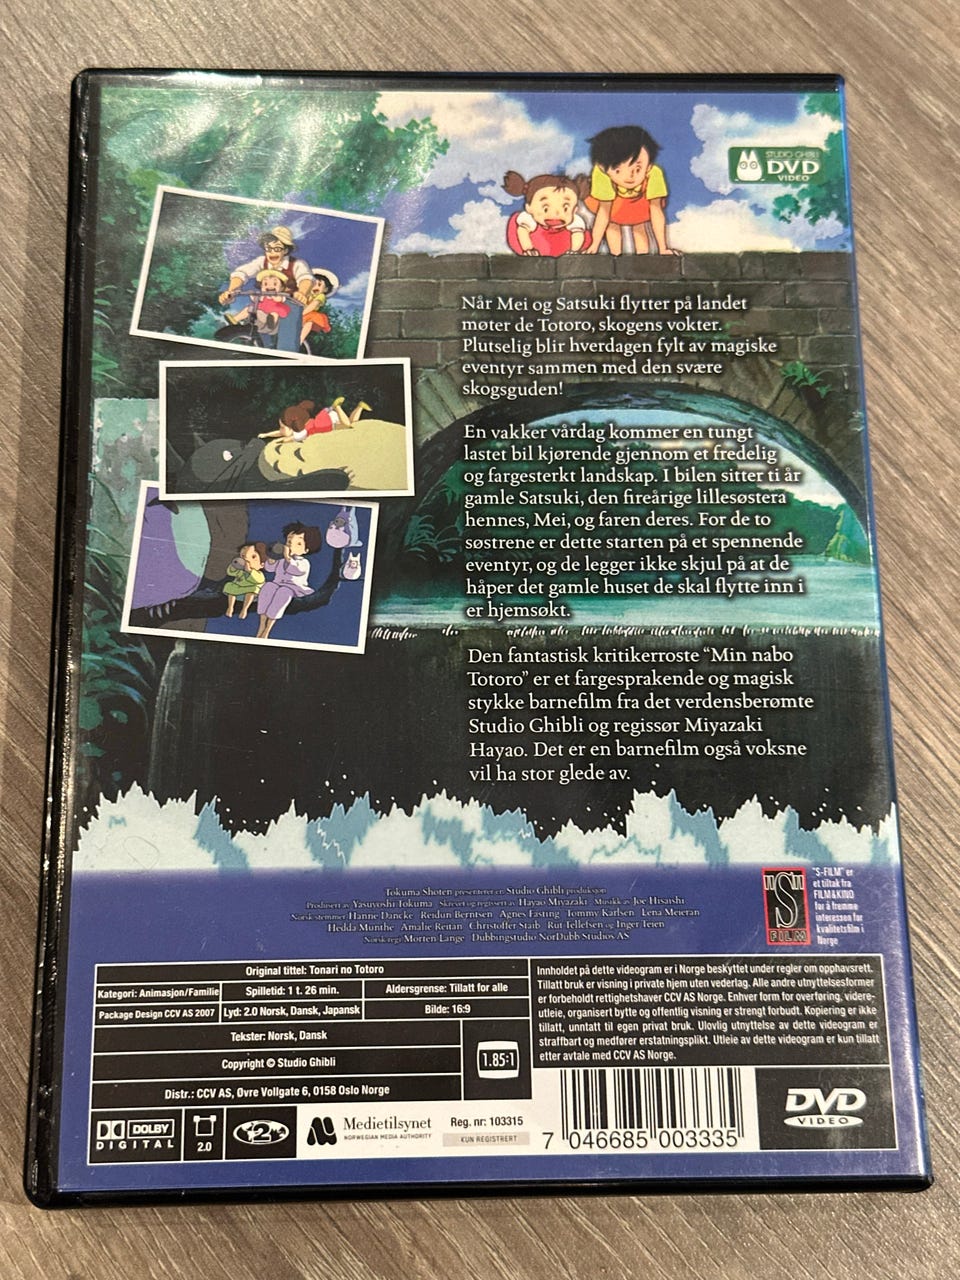 STUDIO GHIBLI
DVD
VIDEO
Når Mei og Satsuki flytter på landet
møter de Totoro, skogens vokter.
Plutselig blir hverdagen fylt av magiske
eventyr sammen med den svære
skogsguden!
En vakker vårdag kommer en tungt
lastet bil kjørende gjennom et fredelig
og fargesterkt landskap. I bilen sitter ti år
gamle Satsuki, den fireårige lillesøstera
hennes, Mei, og faren deres. For de to
søstrene er dette starten på et spennende
eventyr, og de legger ikke skjul på at de
håper det gamle huset de skal flytte inn i
er hjemsøkt.
Den fantastisk kritikerroste “Min nabo
Totoro” er et fargesprakende og magisk
stykke barnefilm fra det verdensberømte
Studio Ghibli og regissør Miyazaki
Hayao. Det er en barnefilm også voksne
vil ha stor glede av.
Tokuma Shoten presenterer en Studio Ghibli produksjon
Produsert av Yasuyoshi Tokuma Skrevet og regissert av Hayao Miyazaki Musikk av Joe Hisaishi
Norske stemmer Hanne Dancke Reidun Berntsen Agnes Fasting Tommy Karlsen Lena Meieran
Hedda Munthe Amalie Reitan Christoffer Staib Rut Tellefsen og Inger Teien
Norsk regi Morten Lange Dubbingstudio NorDubb Studios AS
"S"
FILM
"S-FILM" er
et tiltak fra
FILM&KINO
for å fremme
interessen for
kvalitetsfilm i
Norge
Original tittel: Tonari no Totoro
Kategori: Animasjon/Familie
Spilletid: 1 t. 26 min.
Aldersgrense: Tillatt for alle
Package Design CCV AS 2007
Lyd: 2.0 Norsk, Dansk, Japansk
Bilde: 16:9
Tekster: Norsk, Dansk
Copyright © Studio Ghibli
1.85:1
Distr.: CCV AS, Øvre Vollgate 6, 0158 Oslo Norge
Innholdet på dette videogram er i Norge beskyttet under regler om opphavsrett.
Tillatt bruk er visning i private hjem uten vederlag. Alle andre utnyttelsesformer
er forbeholdt rettighetshaver CCV AS Norge. Enhver form for overføring, videre-
utleie, organisert bytte og offentlig visning er strengt forbudt. Kopiering er ikke
tillatt, unntatt til egen privat bruk. Ulovlig utnyttelse av dette videogram er
straffbart og medfører erstatningsplikt. Utleie av dette videogram er kun tillatt
etter avtale med CCV AS Norge.
DOLBY
DIGITAL
2.0
2
Medietilsynet
NORWEGIAN MEDIA AUTHORITY
Reg. nr: 103315
KUN REGISTRERT
7 046685 003335
DVD
VIDEO